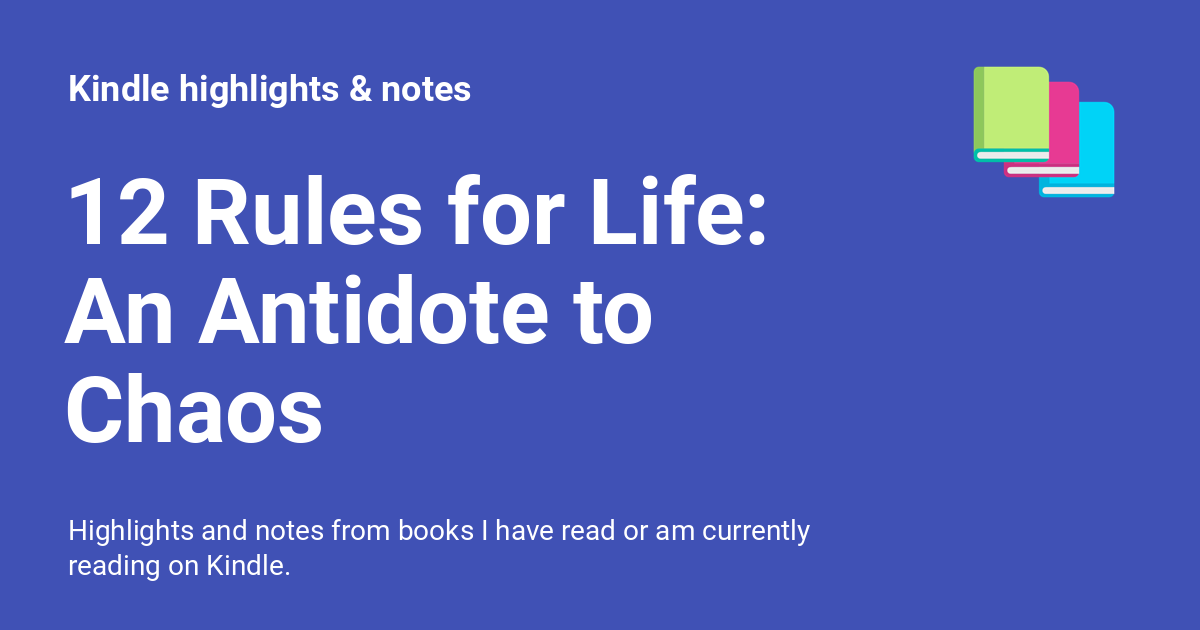 Kindle highlights & notes
12 Rules for Life:
An Antidote to
Chaos
Highlights and notes from books I have read or am currently
reading on Kindle.